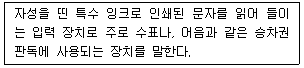 자성을 띤 특수 잉크로 인쇄된 문자를 읽어 들이
는 입력 장치로 주로 수표나, 어음과 같은 승차권
판독에 사용되는 장치를 말한다.